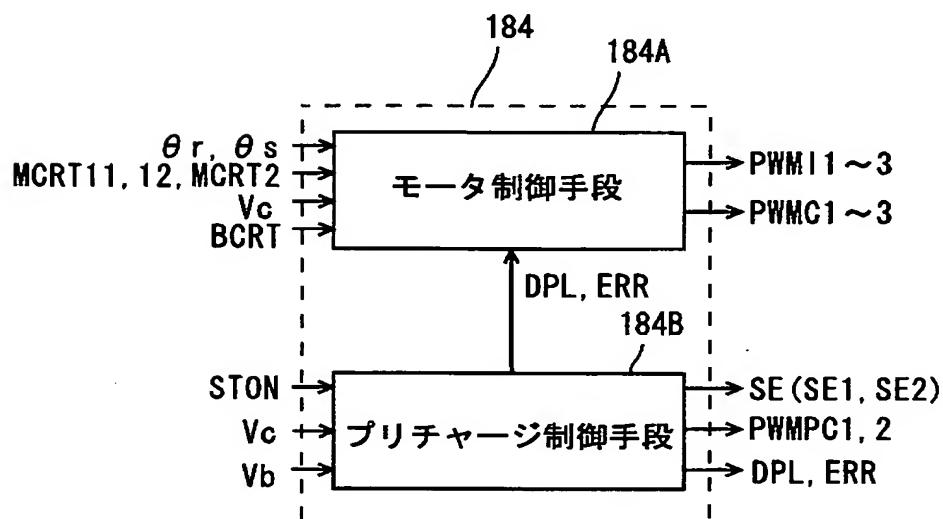 184
184A
θr, θs
MCRT11, 12, MCRT2
Vc
BCRT
モータ制御手段
PWMI1~3
PWMC1~3
DPL, ERR
184B
STON
Vc
Vb
プリチャージ制御手段
SE(SE1, SE2)
PWMPC1, 2
DPL, ERR